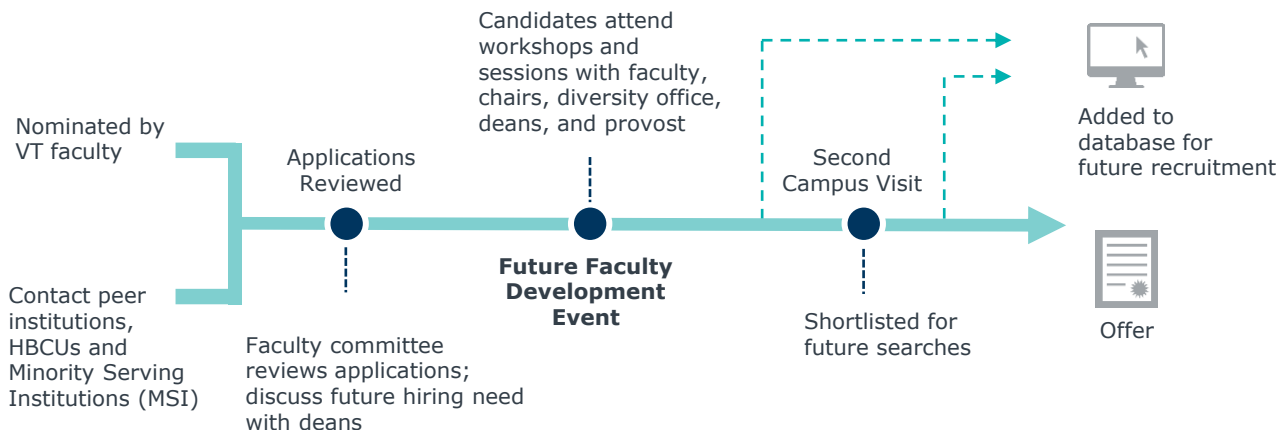 Nominated by
VT faculty
Contact peer
institutions,
HBCUs and
Minority Serving
Institutions (MSI)
Applications
Reviewed
Faculty committee
reviews applications;
discuss future hiring need
with deans
Candidates attend
workshops and
sessions with faculty,
chairs, diversity office,
deans, and provost
Future Faculty
Development
Event
Second
Campus Visit
Shortlisted for
future searches
Added to
database for
future recruitment
Offer